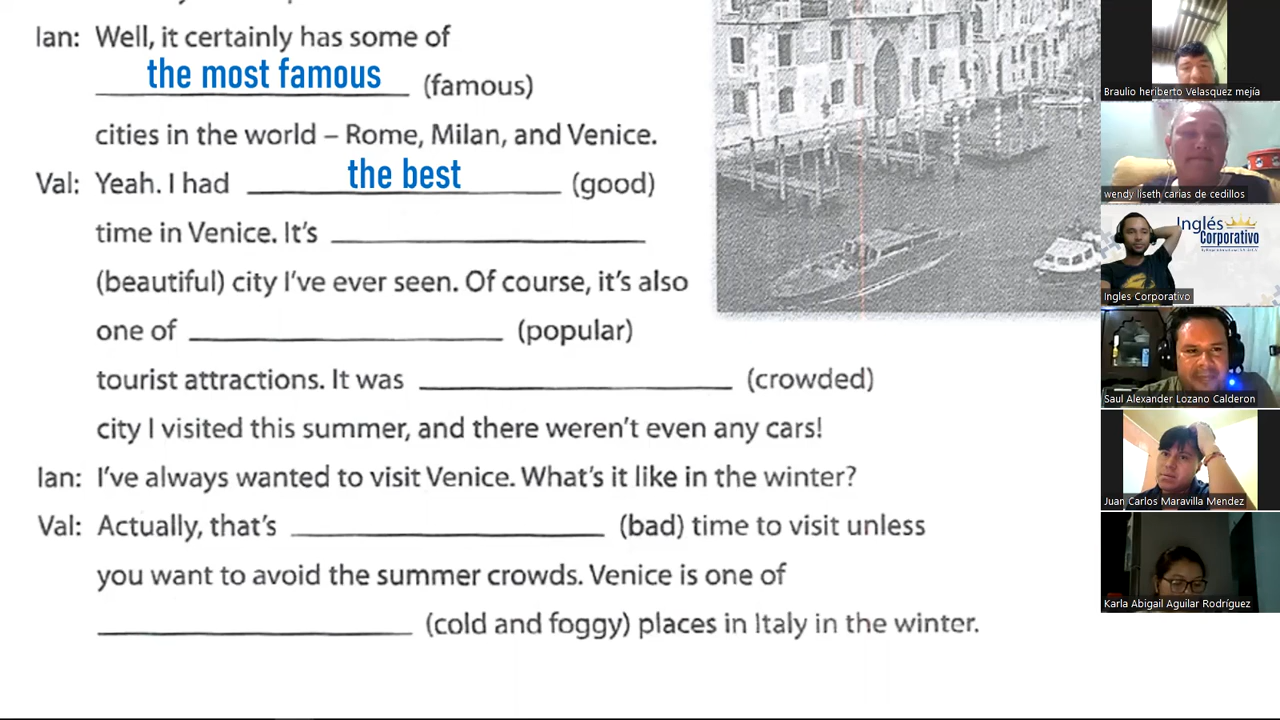 Ian: Well, it certainly has some of
the most famous (famous)
cities in the world – Rome, Milan, and Venice.
Val: Yeah. I had the best (good)
time in Venice. It's
(beautiful) city I've ever seen. Of course, it's also
one of (popular)
tourist attractions. It was (crowded)
city I visited this summer, and there weren't even any cars!
Ian: I've always wanted to visit Venice. What's it like in the winter?
Val: Actually, that's (bad) time to visit unless
you want to avoid the summer crowds. Venice is one of
(cold and foggy) places in Italy in the winter.
Braulio heriberto Velasquez mejía
wendy liseth carias de cedillos
Inglés
Corporativo
Ingles Corporativo
Saul Alexander Lozano Calderon
Juan Carlos Maravilla Mendez
Karla Abigail Aguilar Rodríguez